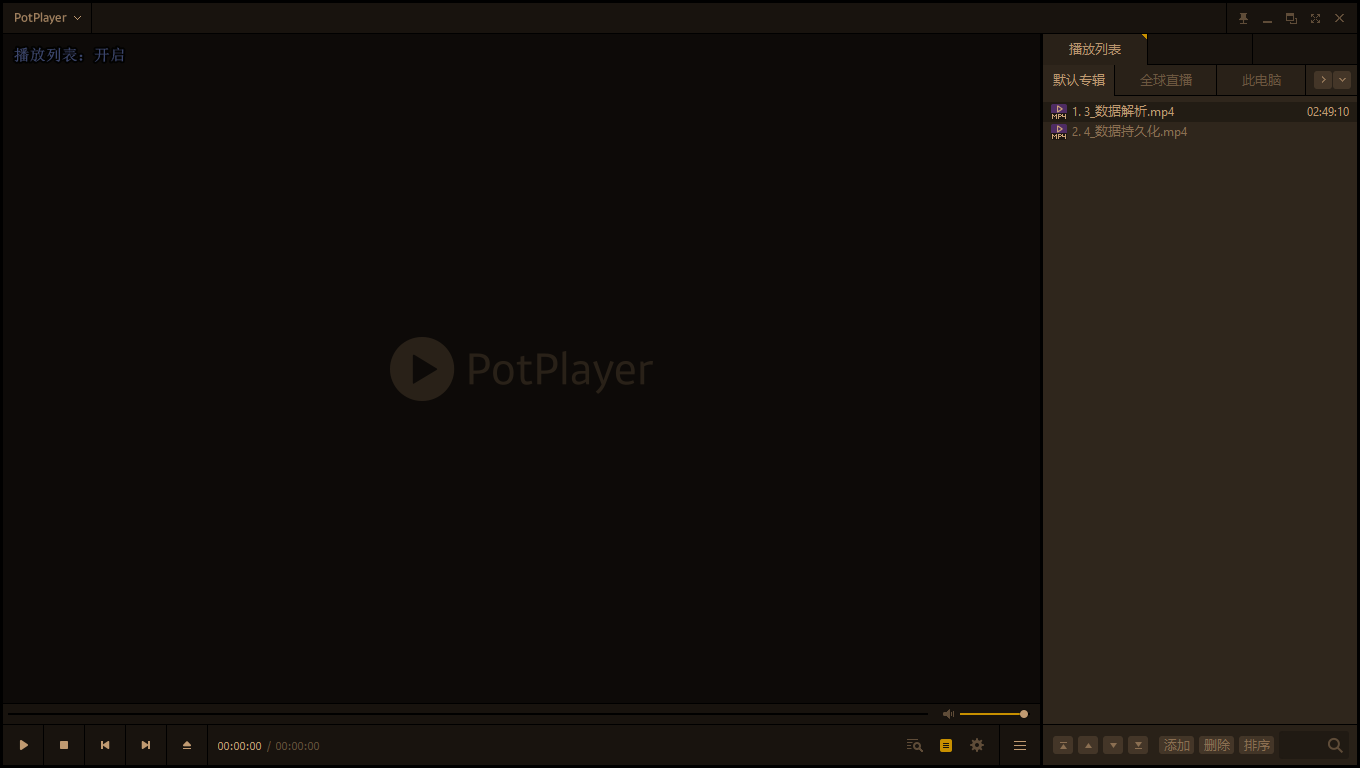 PotPlayer
播放列表：开启
播放列表
默认专辑 全球直播 此电脑
MP4 1. 3_数据解析.mp4 02:49:10
MP4 2. 4_数据持久化.mp4
PotPlayer
00:00:00 / 00:00:00
添加 删除 排序